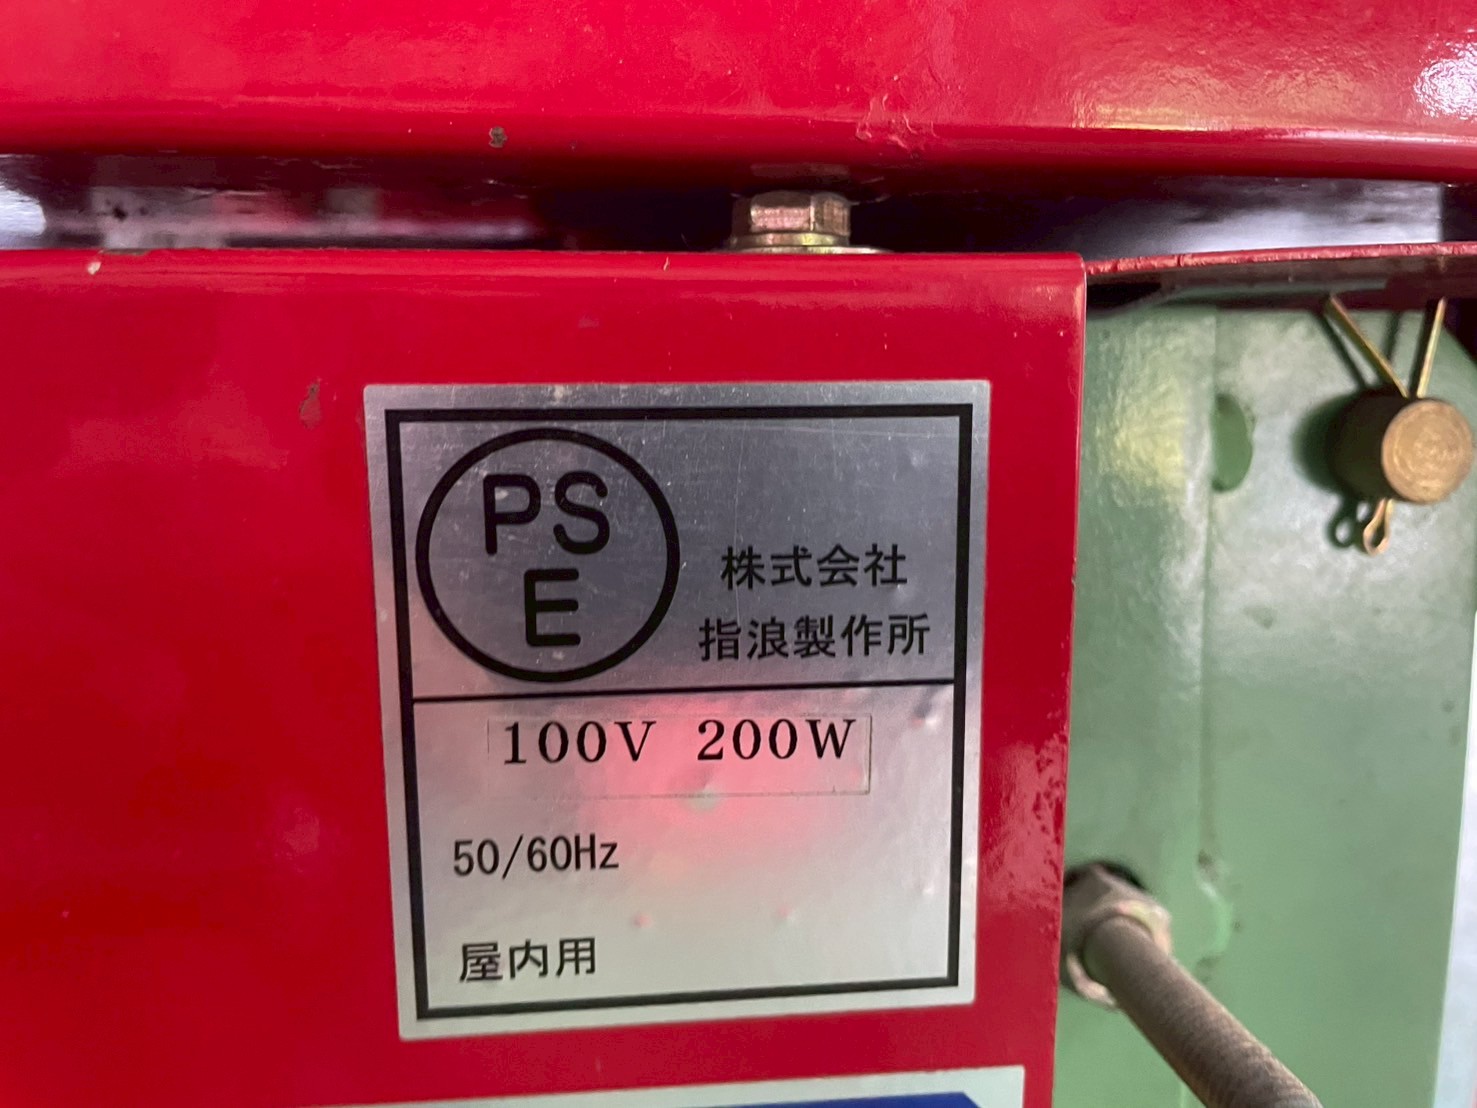 PS
E
株式会社
指浪製作所
100V 200W
50/60Hz
屋内用